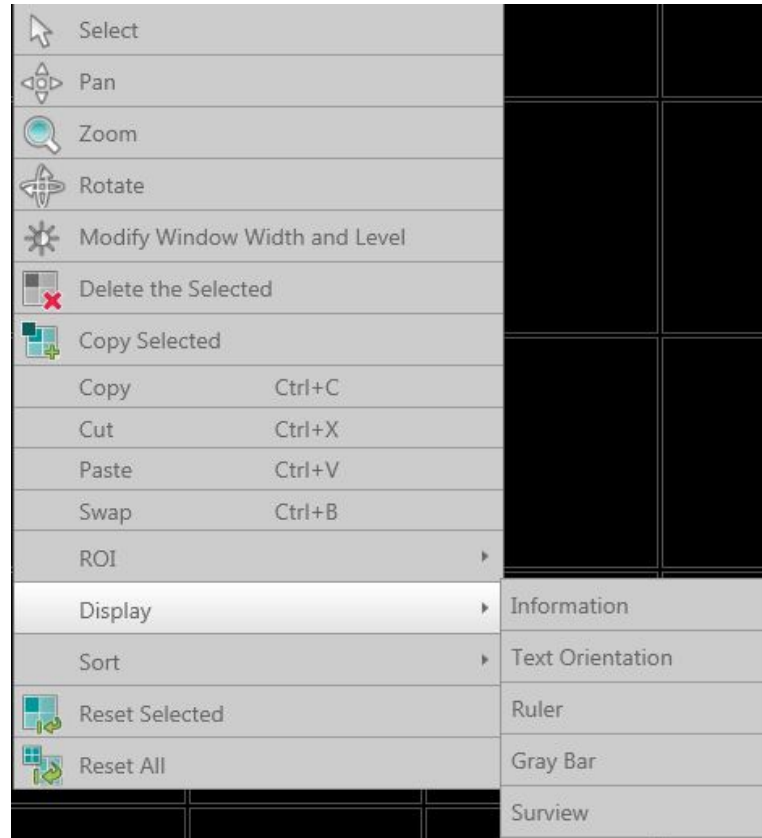 Select
Pan
Zoom
Rotate
Modify Window Width and Level
Delete the Selected
Copy Selected
Copy Ctrl+C
Cut Ctrl+X
Paste Ctrl+V
Swap Ctrl+B
ROI
Display
Sort
Reset Selected
Reset All
Information
Text Orientation
Ruler
Gray Bar
Surview